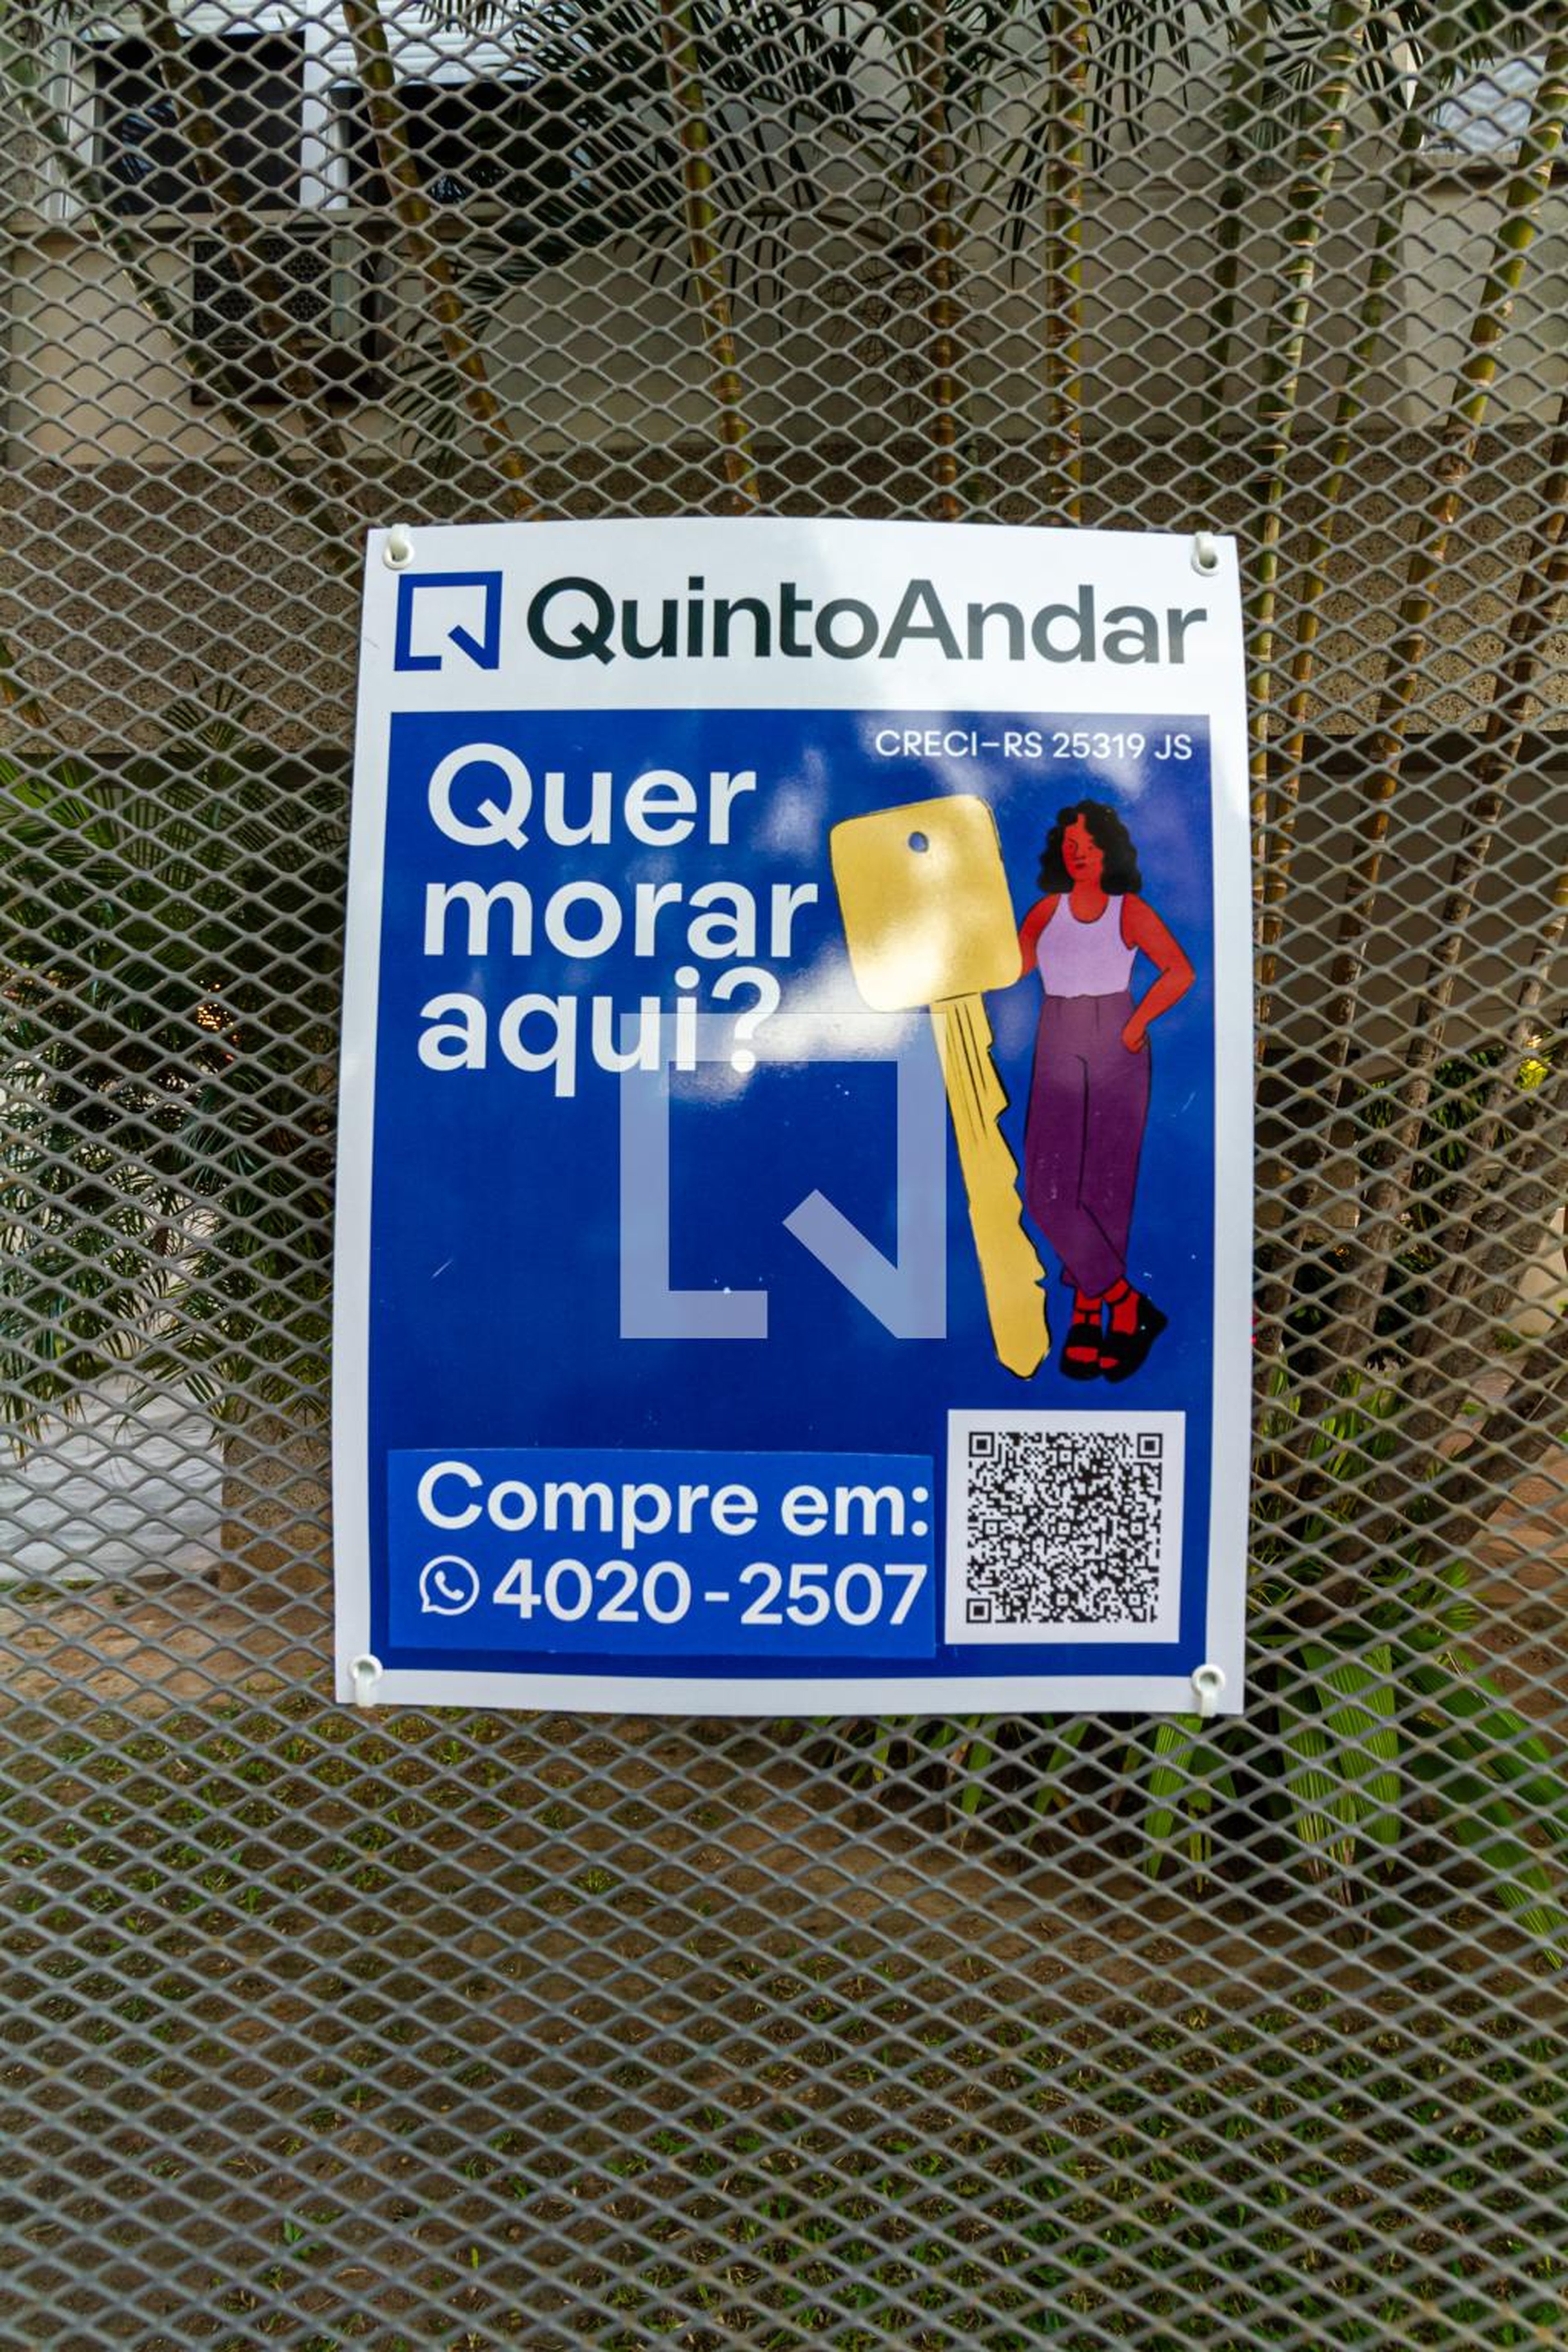 QuintoAndar
CRECI-RS 25319 JS
Quer
morar
aqui?
Compre em:
4020-2507